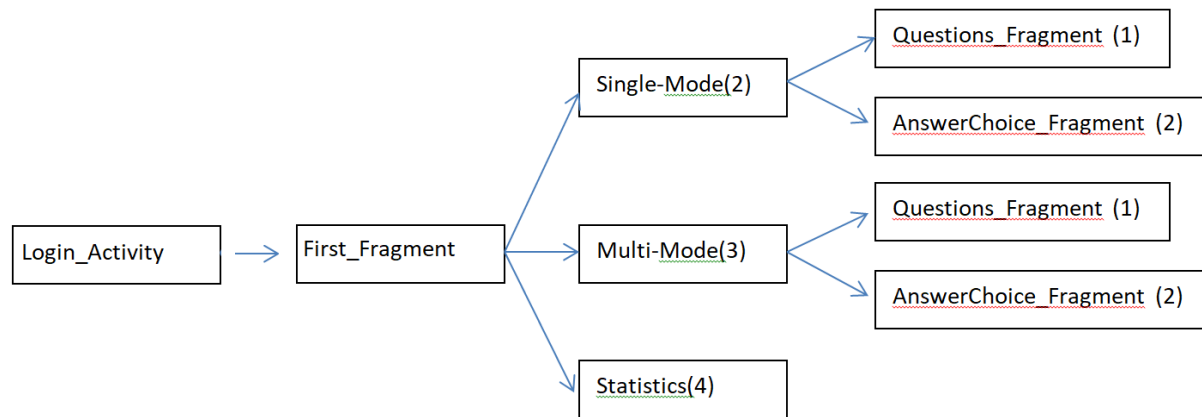 Questions_Fragment (1)
Single-Mode(2)
AnswerChoice_Fragment (2)
Questions_Fragment (1)
Login_Activity
First_Fragment
Multi-Mode(3)
AnswerChoice_Fragment (2)
Statistics(4)